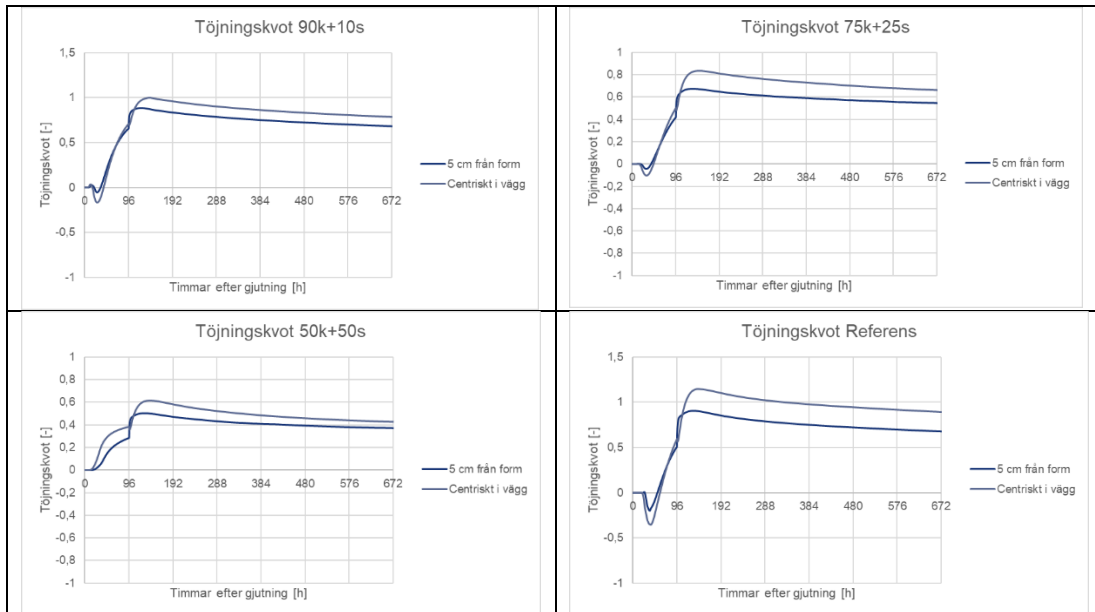 Töjningskvot 90k+10s
1,5
1
0,5
0
-0,5
-1
0 96 192 288 384 480 576 672
Töjningskvot [-]
Timmar efter gjutning [h]
5 cm från form
Centriskt i vägg
Töjningskvot 75k+25s
1
0,8
0,6
0,4
0,2
0
-0,2
-0,4
-0,6
-0,8
-1
0 96 192 288 384 480 576 672
Töjningskvot [-]
Timmar efter gjutning [h]
5 cm från form
Centriskt i vägg
Töjningskvot 50k+50s
1
0,8
0,6
0,4
0,2
0
-0,2
-0,4
-0,6
-0,8
-1
0 96 192 288 384 480 576 672
Töjningskvot [-]
Timmar efter gjutning [h]
5 cm från form
Centriskt i vägg
Töjningskvot Referens
1,5
1
0,5
0
-0,5
-1
0 96 192 288 384 480 576 672
Töjningskvot [-]
Timmar efter gjutning [h]
5 cm från form
Centriskt i vägg